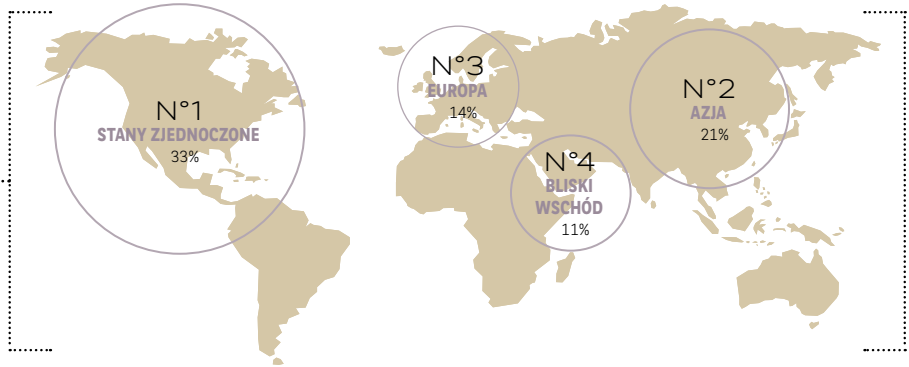 N°1
STANY ZJEDNOCZONE
33%
N°3
EUROPA
14%
N°2
AZJA
21%
N°4
BLISKI
WSCHÓD
11%